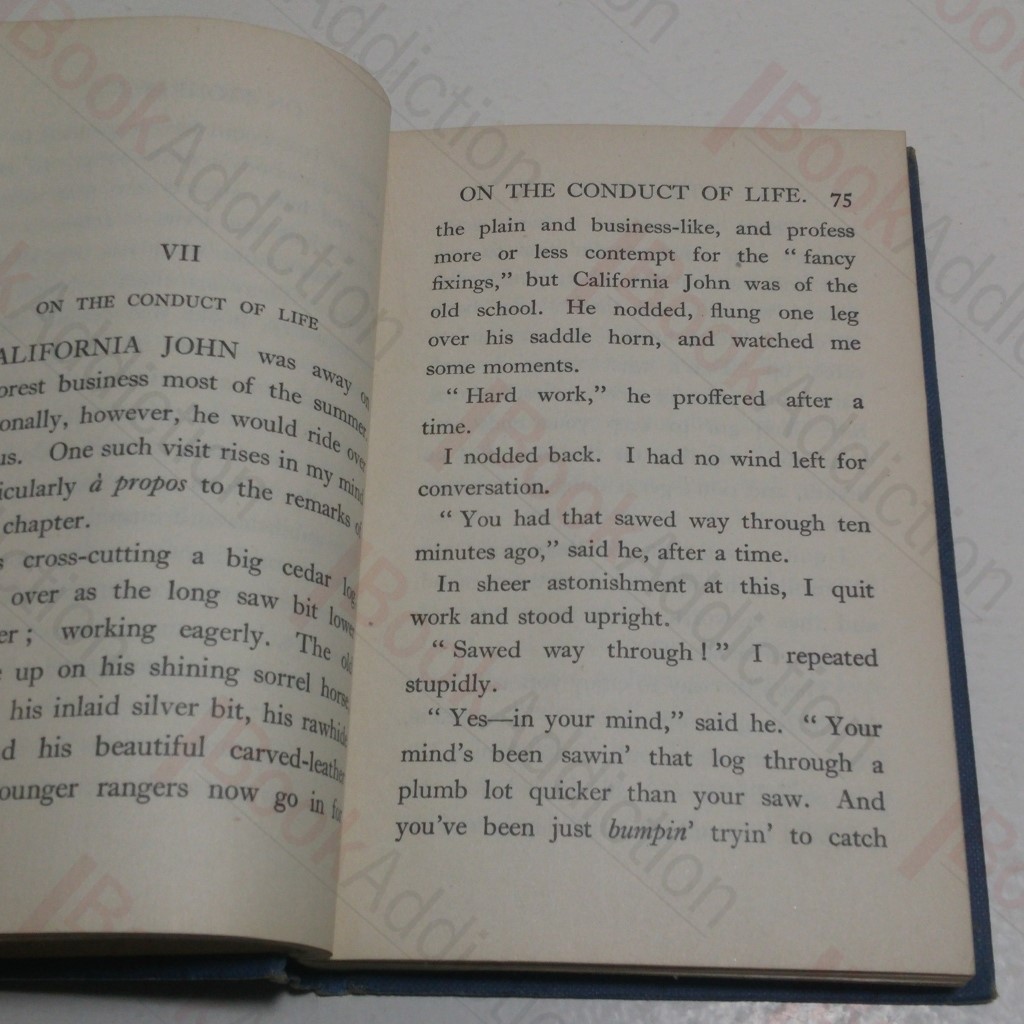 VII
ON THE CONDUCT OF LIFE
ALIFORNIA JOHN was away on
orest business most of the summer.
onally, however, he would ride over
us. One such visit rises in my mind
icularly à propos to the remarks of
chapter.
s cross-cutting a big cedar log
over as the long saw bit lower
er; working eagerly. The old
e up on his shining sorrel horse,
his inlaid silver bit, his rawhide
d his beautiful carved-leather
ounger rangers now go in for
ON THE CONDUCT OF LIFE. 75
the plain and business-like, and profess
more or less contempt for the “ fancy
fixings,” but California John was of the
old school. He nodded, flung one leg
over his saddle horn, and watched me
some moments.
“ Hard work,” he proffered after a
time.
I nodded back. I had no wind left for
conversation.
“ You had that sawed way through ten
minutes ago,” said he, after a time.
In sheer astonishment at this, I quit
work and stood upright.
“ Sawed way through ! ” I repeated
stupidly.
“ Yes—in your mind,” said he. “ Your
mind’s been sawin’ that log through a
plumb lot quicker than your saw. And
you’ve been just bumpin’ tryin’ to catch
BookAddiction